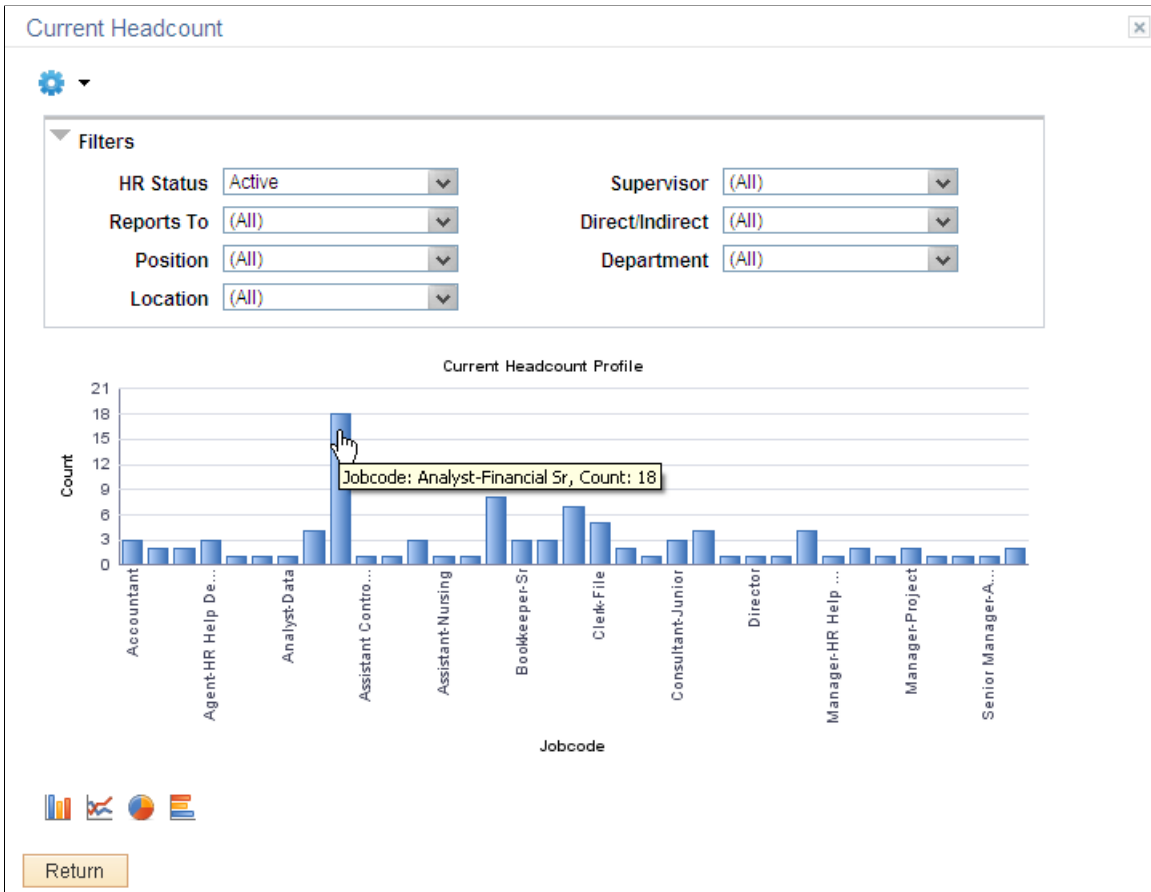 Current Headcount
Filters
HR Status Active Supervisor (All)
Reports To (All) Direct/Indirect (All)
Position (All) Department (All)
Location (All)
Current Headcount Profile
21
18
15
12
9
6
3
0
Count
Jobcode: Analyst-Financial Sr, Count: 18
Accountant
Agent-HR Help De...
Analyst-Data
Assistant Contro...
Assistant-Nursing
Bookkeeper-Sr
Clerk-File
Consultant-Junior
Director
Manager-HR Help ...
Manager-Project
Senior Manager-A...
Jobcode
Return